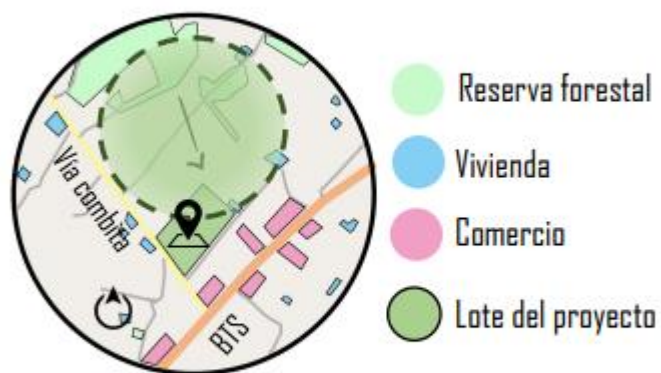 Reserva forestal
Vivienda
Comercio
Lote del proyecto
Vía combita
BTS